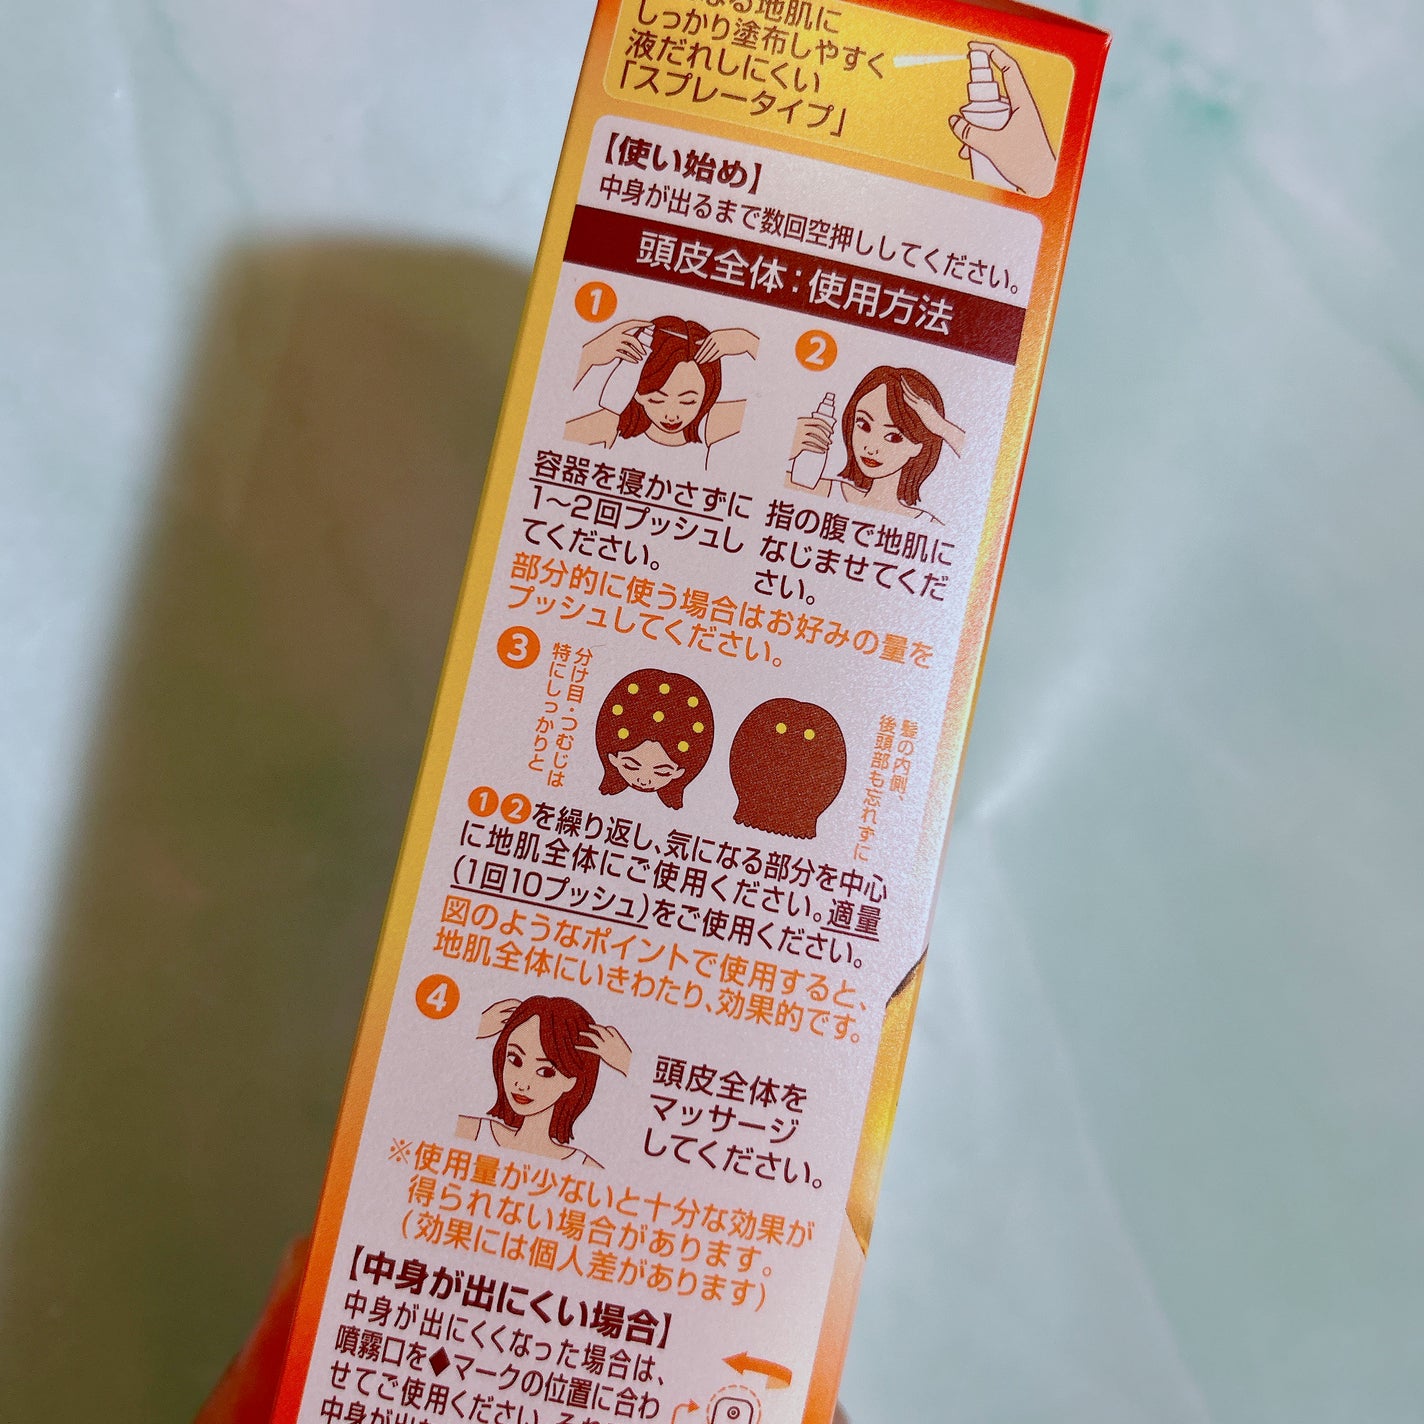 なる地肌に
しっかり塗布しやすく
液だれしにくい
「スプレータイプ」
【使い始め】
中身が出るまで数回空押ししてください。
頭皮全体:使用方法
1
容器を寝かさずに
1〜2回プッシュし
てください。
2
指の腹で地肌に
なじませてくだ
さい。
部分的に使う場合はお好みの量を
プッシュしてください。
3
分け目・つむじは
特にしっかりと
髪の内側、
後頭部も忘れずに
12を繰り返し、気になる部分を中心
に地肌全体にご使用ください。適量
(1回10プッシュ)をご使用ください。
図のようなポイントで使用すると、
地肌全体にいきわたり、効果的です。
4
頭皮全体を
マッサージ
してください。
※使用量が少ないと十分な効果が
得られない場合があります。
(効果には個人差があります)
【中身が出にくい場合】
中身が出にくくなった場合は、
噴霧口を◆マークの位置に合わ
せてご使用ください。
中身が